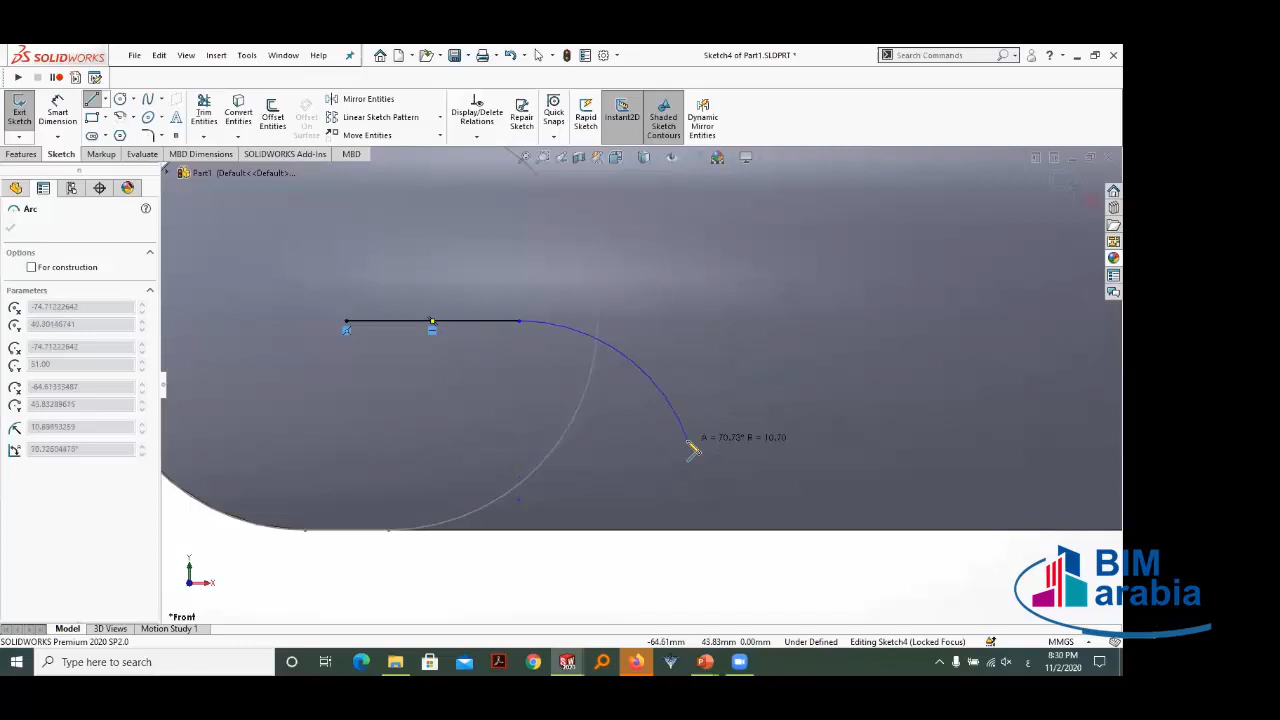 SOLIDWORKS
File Edit View Insert Tools Window Help
Sketch4 of Part1.SLDPRT *
Search Commands
Exit Sketch
Smart Dimension
Trim Entities
Convert Entities
Offset Entities
Offset On Surface
Mirror Entities
Linear Sketch Pattern
Move Entities
Display/Delete Relations
Repair Sketch
Quick Snaps
Rapid Sketch
Instant2D
Shaded Sketch Contours
Dynamic Mirror Entities
Features Sketch Markup Evaluate MBD Dimensions SOLIDWORKS Add-Ins MBD
Part1 (Default<<Default>...
Arc
Options
For construction
Parameters
-74.71222642
40.80146741
-74.71222642
51.00
-64.61333487
43.83289615
10.69853259
A = 70.73° R = 10.70
Y
X
*Front
Model 3D Views Motion Study 1
SOLIDWORKS Premium 2020 SP2.0
-64.61mm 43.83mm 0.00mm Under Defined Editing Sketch4 (Locked Focus) MMGS
Type here to search
8:30 PM
11/2/2020
BIM
arabia